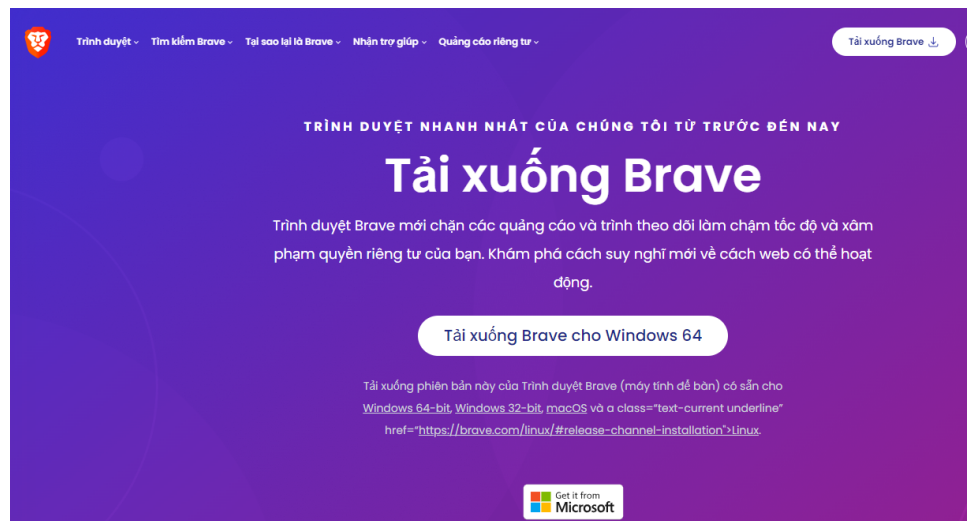 Trình duyệt Tìm kiếm Brave Tại sao lại là Brave Nhận trợ giúp Quảng cáo riêng tư Tải xuống Brave
TRÌNH DUYỆT NHANH NHẤT CỦA CHÚNG TÔI TỪ TRƯỚC ĐẾN NAY
Tải xuống Brave
Trình duyệt Brave mới chặn các quảng cáo và trình theo dõi làm chậm tốc độ và xâm
phạm quyền riêng tư của bạn. Khám phá cách suy nghĩ mới về cách web có thể hoạt
động.
Tải xuống Brave cho Windows 64
Tải xuống phiên bản này của Trình duyệt Brave (máy tính để bàn) có sẵn cho
Windows 64-bit, Windows 32-bit, macOS và a class="text-current underline"
href="https://brave.com/linux/#release-channel-installation">Linux.
Get it from
Microsoft